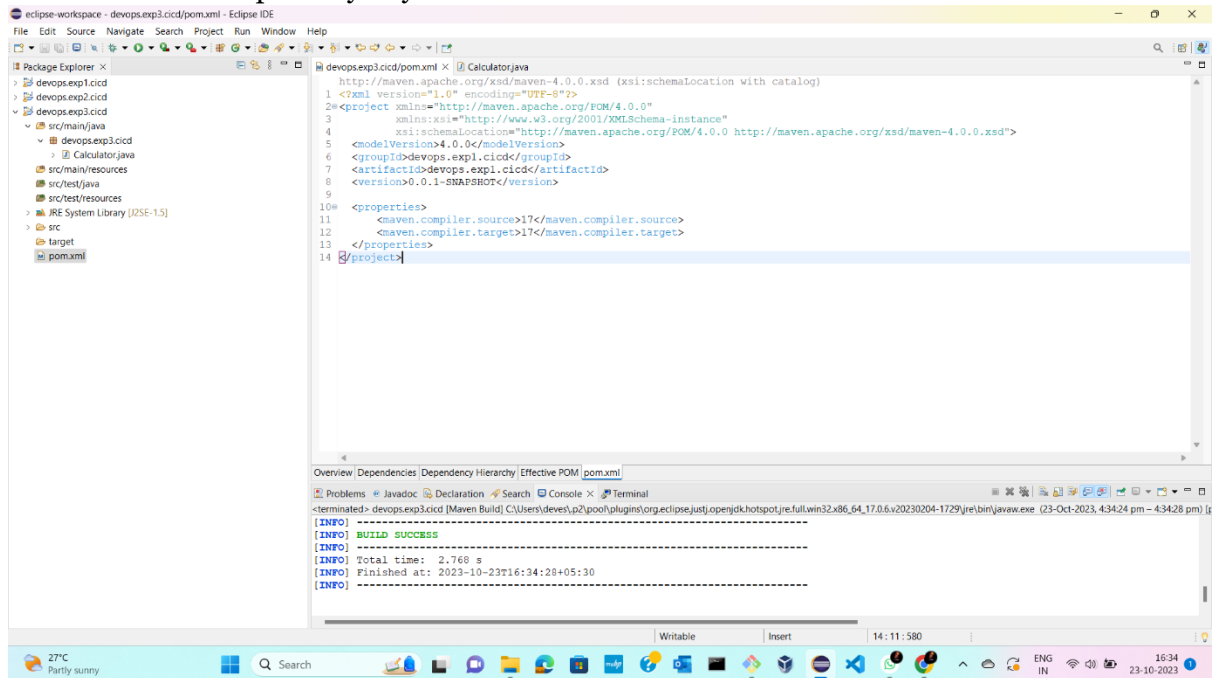 eclipse-workspace - devops.exp3.cicd/pom.xml - Eclipse IDE
File Edit Source Navigate Search Project Run Window Help
Package Explorer
devops.exp1.cicd
devops.exp2.cicd
devops.exp3.cicd
src/main/java
devops.exp3.cicd
Calculator.java
src/main/resources
src/test/java
src/test/resources
JRE System Library [J2SE-1.5]
src
target
pom.xml
devops.exp3.cicd/pom.xml Calculator.java
http://maven.apache.org/xsd/maven-4.0.0.xsd (xsi:schemaLocation with catalog)
1 <?xml version="1.0" encoding="UTF-8"?>
2 <project xmlns="http://maven.apache.org/POM/4.0.0"
3 xmlns:xsi="http://www.w3.org/2001/XMLSchema-instance"
4 xsi:schemaLocation="http://maven.apache.org/POM/4.0.0 http://maven.apache.org/xsd/maven-4.0.0.xsd">
5 <modelVersion>4.0.0</modelVersion>
6 <groupId>devops.exp1.cicd</groupId>
7 <artifactId>devops.exp1.cicd</artifactId>
8 <version>0.0.1-SNAPSHOT</version>
9
10 <properties>
11 <maven.compiler.source>17</maven.compiler.source>
12 <maven.compiler.target>17</maven.compiler.target>
13 </properties>
14 </project>
Overview Dependencies Dependency Hierarchy Effective POM pom.xml
Problems Javadoc Declaration Search Console Terminal
<terminated> devops.exp3.cicd [Maven Build] C:\Users\deves\.p2\pool\plugins\org.eclipse.justj.openjdk.hotspot.jre.full.win32.x86_64_17.0.6.v20230204-1729\jre\bin\javaw.exe (23-Oct-2023, 4:34:24 pm – 4:34:28 pm) [p
[INFO] ------------------------------------------------------------------------
[INFO] BUILD SUCCESS
[INFO] ------------------------------------------------------------------------
[INFO] Total time: 2.768 s
[INFO] Finished at: 2023-10-23T16:34:28+05:30
[INFO] ------------------------------------------------------------------------
Writable Insert 14 : 11 : 580
27°C
Partly sunny
Search
ENG
IN
16:34
23-10-2023
1